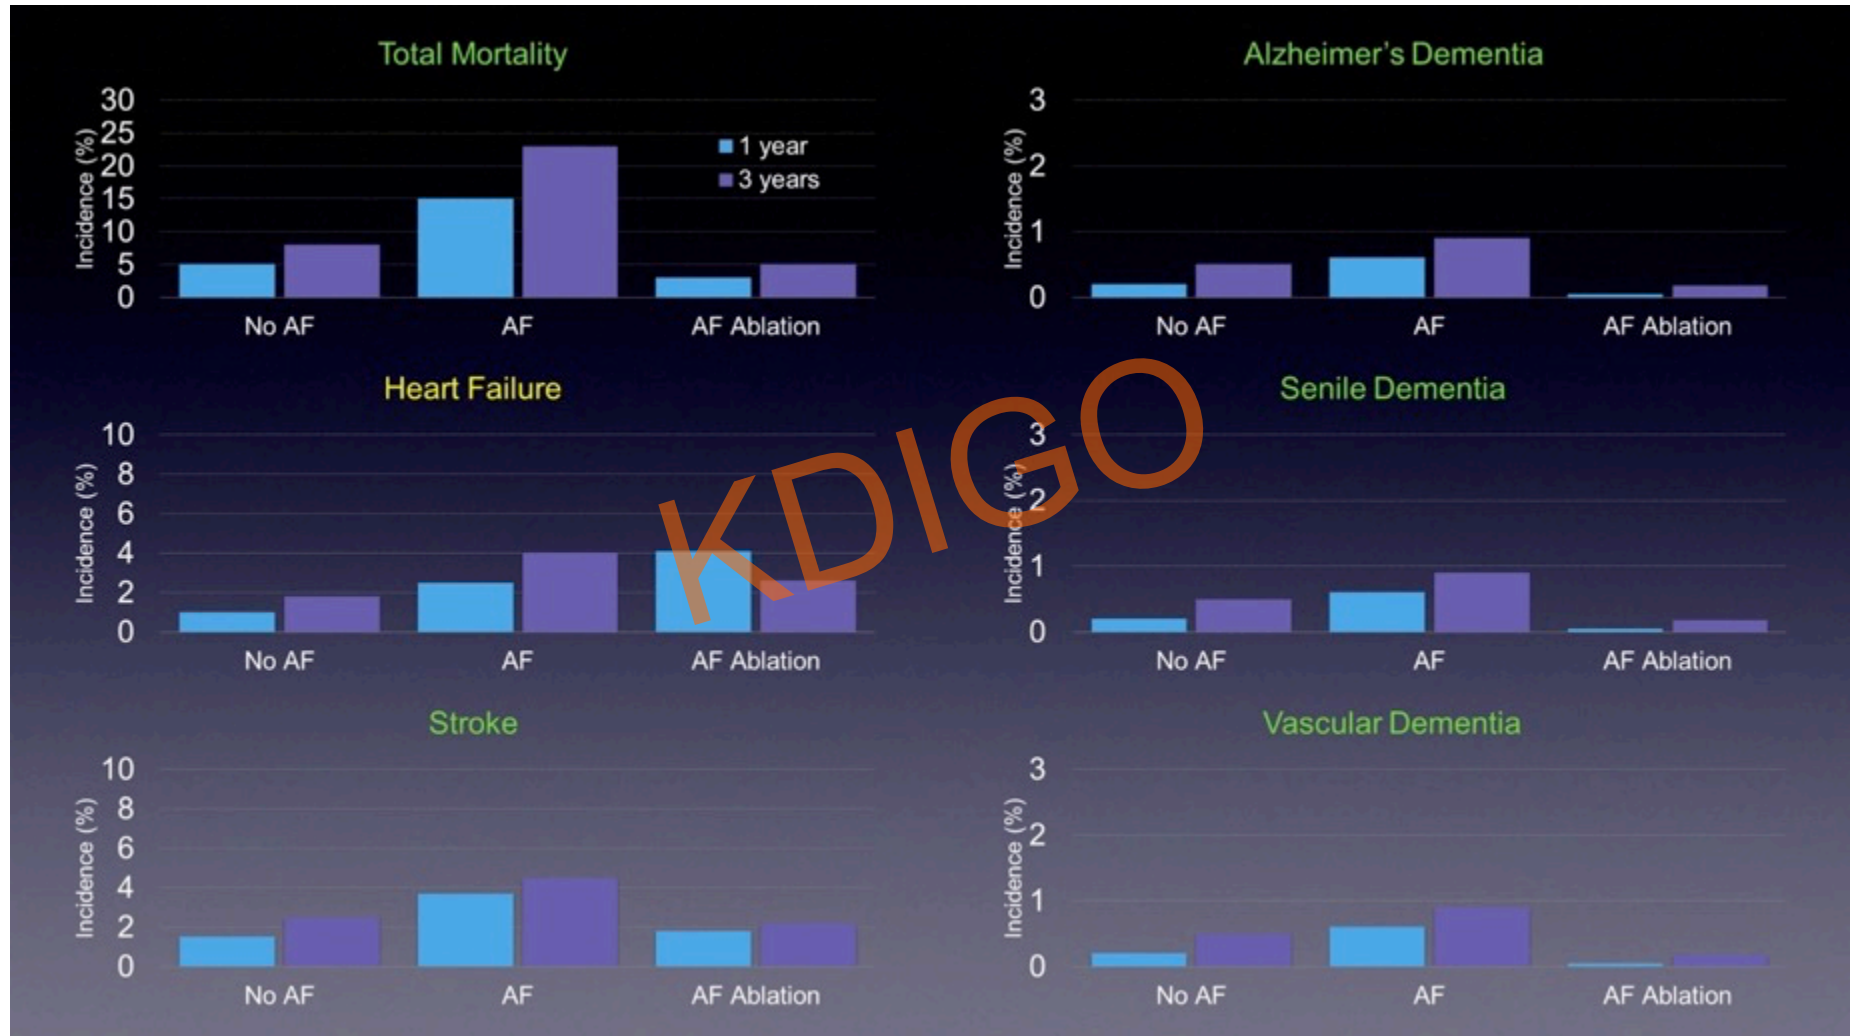 Total Mortality
30
25
20
15
10
5
0
Incidence (%)
1 year
3 years
No AF AF AF Ablation
Alzheimer's Dementia
3
2
1
0
Incidence (%)
No AF AF AF Ablation
Heart Failure
10
8
6
4
2
0
Incidence (%)
No AF AF AF Ablation
Senile Dementia
3
2
1
0
Incidence (%)
No AF AF AF Ablation
KDIGO
Stroke
10
8
6
4
2
0
Incidence (%)
No AF AF AF Ablation
Vascular Dementia
3
2
1
0
Incidence (%)
No AF AF AF Ablation